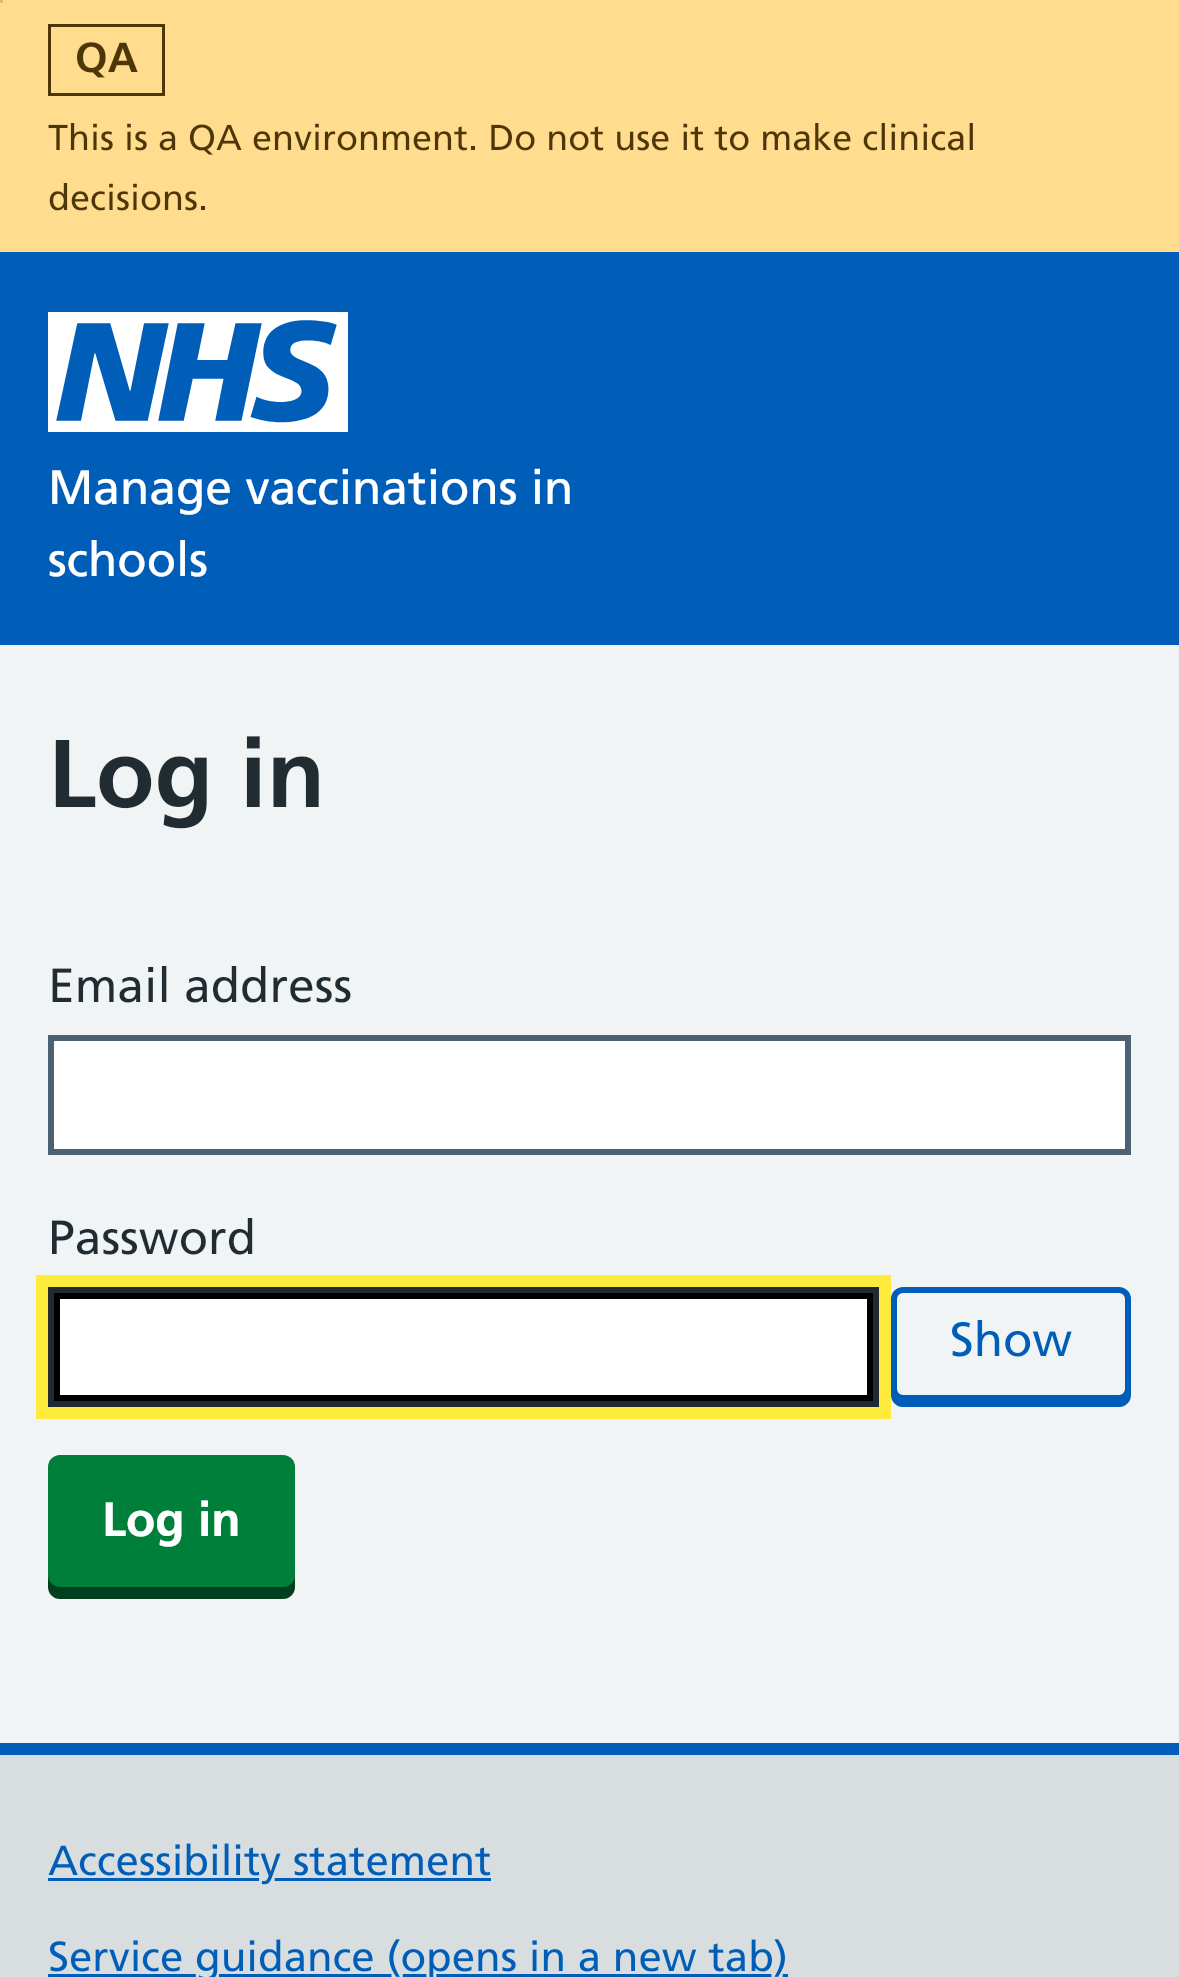 QA
This is a QA environment. Do not use it to make clinical
decisions.
NHS
Manage vaccinations in
schools
Log in
Email address
Password
Show
Log in
Accessibility statement
Service guidance (opens in a new tab)